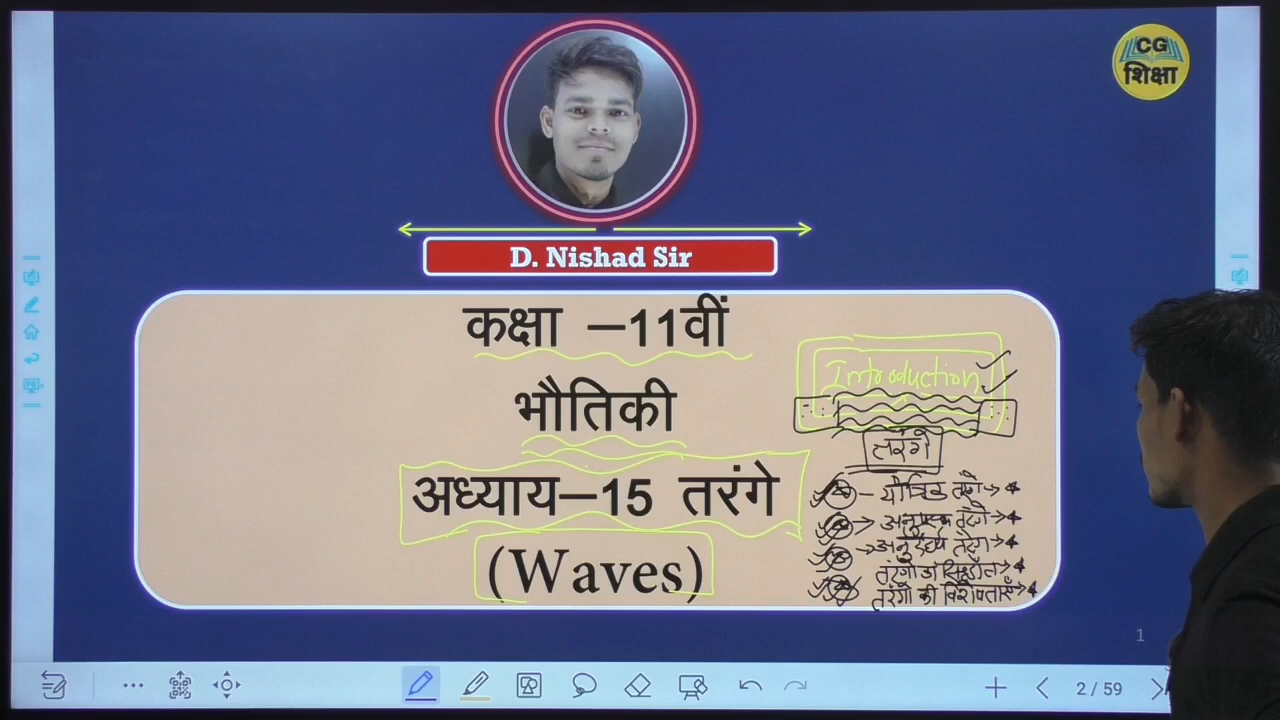 CG
शिक्षा
D. Nishad Sir
कक्षा –11वीं
भौतिकी
अध्याय–15 तरंगे
(Waves)
Introduction
तरंगे
यांत्रिक तरंगे
अनुप्रस्थ तरंगे
अनुदैर्ध्य तरंगे
तरंगो की विशेषताएँ
1
2 / 59